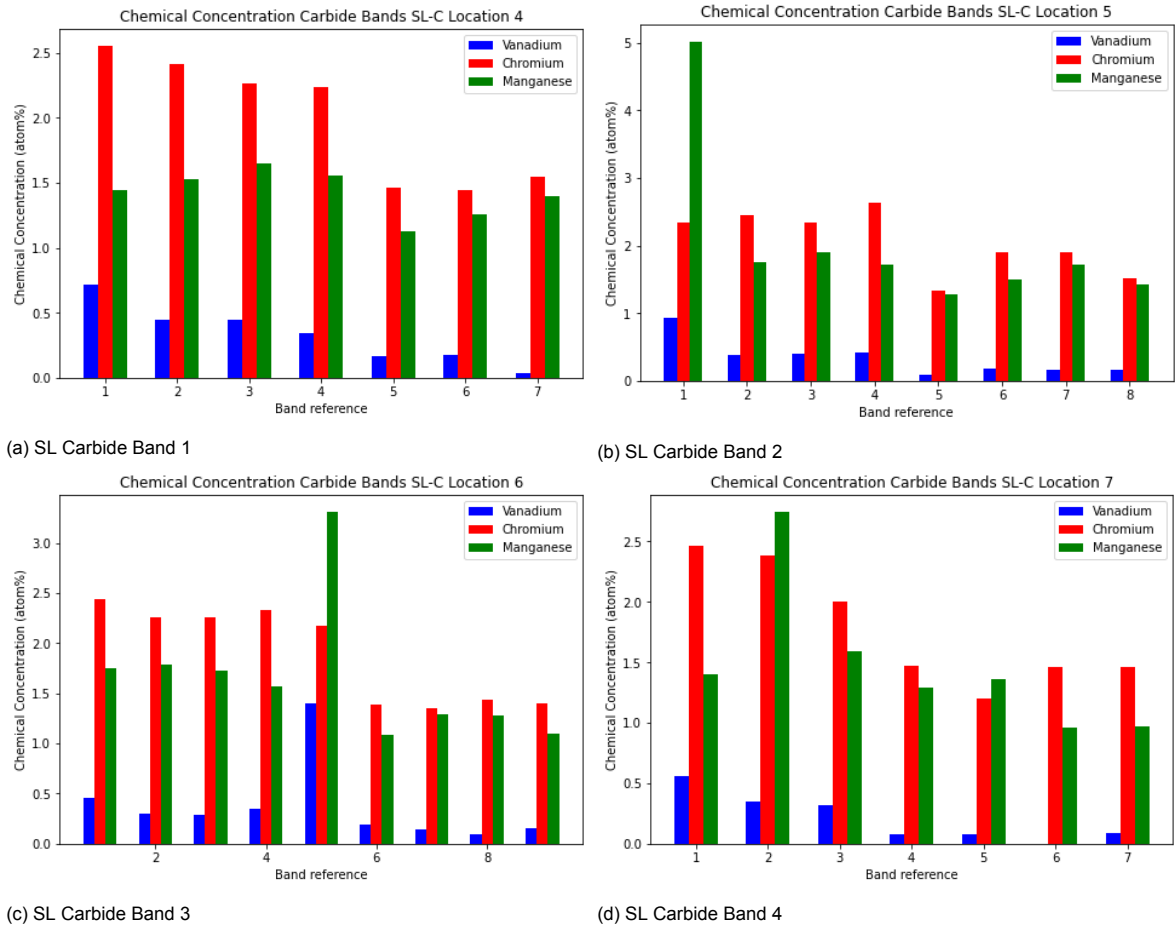 Chemical Concentration Carbide Bands SL-C Location 4
Chemical Concentration (atom%)
2.5
2.0
1.5
1.0
0.5
0.0
Vanadium
Chromium
Manganese
1 2 3 4 5 6 7
Band reference
(a) SL Carbide Band 1
Chemical Concentration Carbide Bands SL-C Location 5
Chemical Concentration (atom%)
5
4
3
2
1
0
Vanadium
Chromium
Manganese
1 2 3 4 5 6 7 8
Band reference
(b) SL Carbide Band 2
Chemical Concentration Carbide Bands SL-C Location 6
Chemical Concentration (atom%)
3.0
2.5
2.0
1.5
1.0
0.5
0.0
Vanadium
Chromium
Manganese
2 4 6 8
Band reference
(c) SL Carbide Band 3
Chemical Concentration Carbide Bands SL-C Location 7
Chemical Concentration (atom%)
2.5
2.0
1.5
1.0
0.5
0.0
Vanadium
Chromium
Manganese
1 2 3 4 5 6 7
Band reference
(d) SL Carbide Band 4